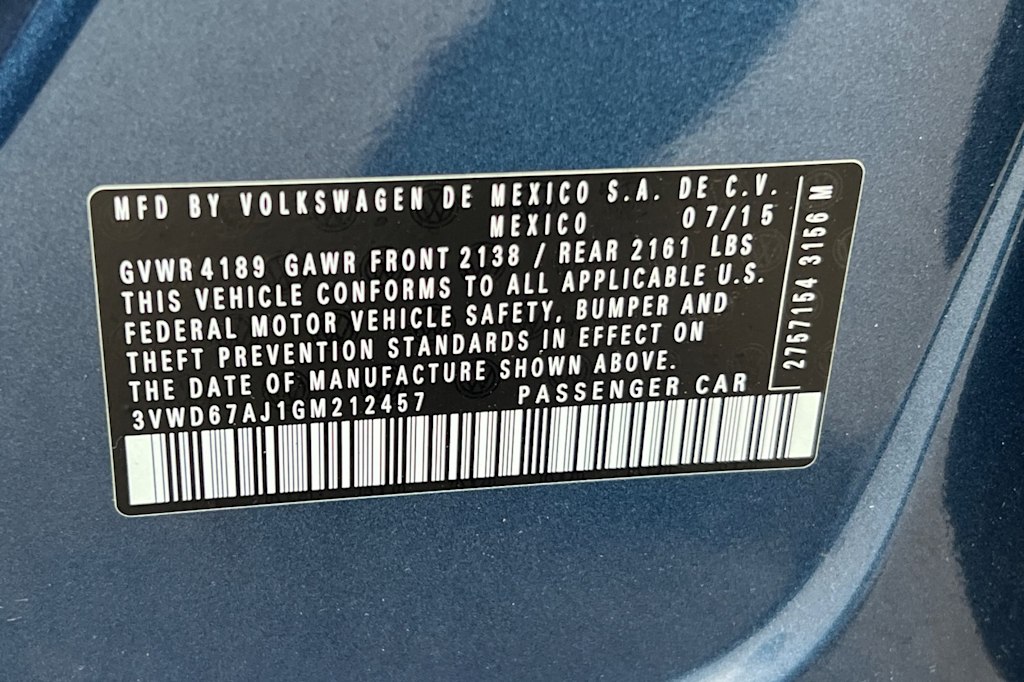 MFD BY VOLKSWAGEN DE MEXICO S.A. DE C.V.
MEXICO 07/15
GVWR 4189 GAWR FRONT 2138 / REAR 2161 LBS
THIS VEHICLE CONFORMS TO ALL APPLICABLE U.S.
FEDERAL MOTOR VEHICLE SAFETY, BUMPER AND
THEFT PREVENTION STANDARDS IN EFFECT ON
THE DATE OF MANUFACTURE SHOWN ABOVE.
3VWD67AJ1GM212457 PASSENGER CAR
2757154 3156 M